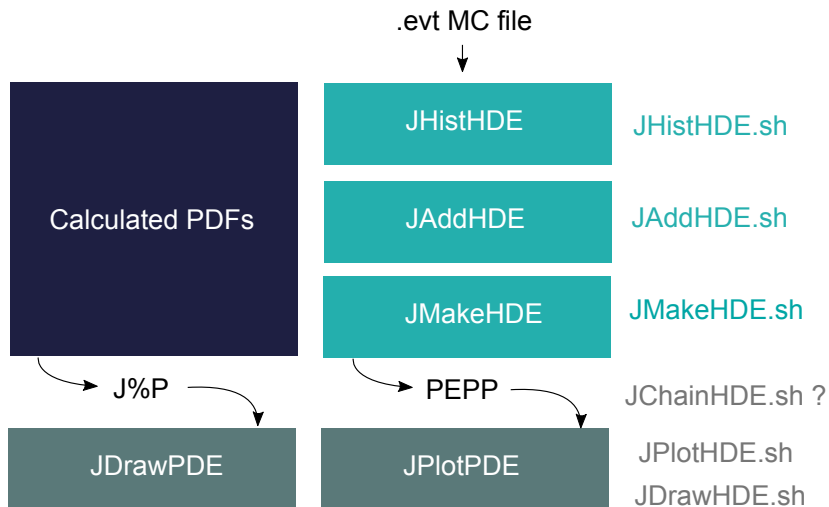 .evt MC file
JHistHDE
JHistHDE.sh
Calculated PDFs
JAddHDE
JAddHDE.sh
JMakeHDE
JMakeHDE.sh
J%P
PEPP
JChainHDE.sh ?
JDrawPDE
JPlotPDE
JPlotHDE.sh
JDrawHDE.sh